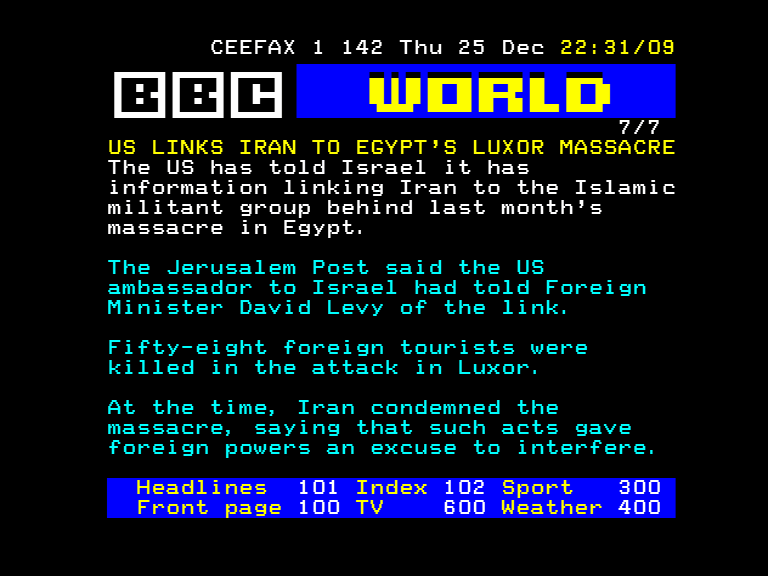 CEEFAX 1 142 Thu 25 Dec 22:31/09
BBC WORLD
7/7
US LINKS IRAN TO EGYPT'S LUXOR MASSACRE
The US has told Israel it has
information linking Iran to the Islamic
militant group behind last month's
massacre in Egypt.
The Jerusalem Post said the US
ambassador to Israel had told Foreign
Minister David Levy of the link.
Fifty-eight foreign tourists were
killed in the attack in Luxor.
At the time, Iran condemned the
massacre, saying that such acts gave
foreign powers an excuse to interfere.
Headlines 101 Index 102 Sport 300
Front page 100 TV 600 Weather 400